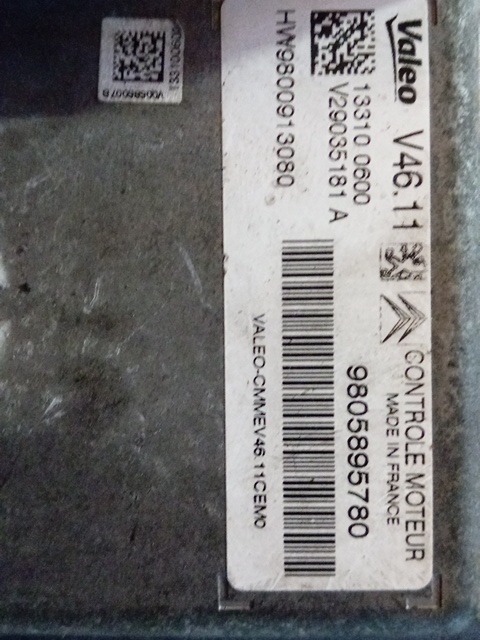 Valeo V46.11
CONTROLE MOTEUR
MADE IN FRANCE
13310 0600
V29035181 A
9805895780
HW9800913080
VALEO-CMMEV46.11CEM0